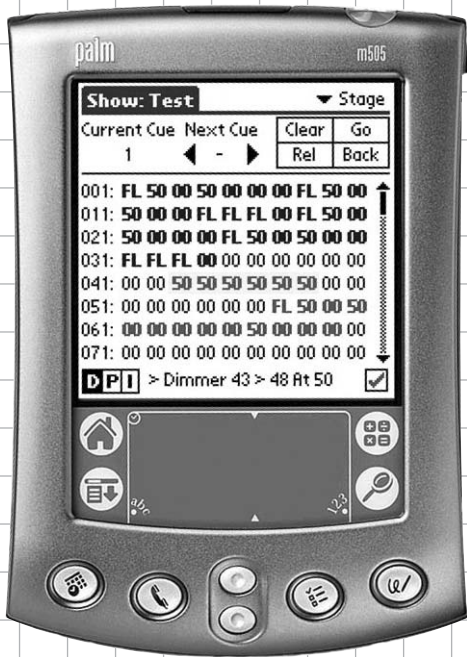 palm
m505
Show: Test Stage
Current Cue Next Cue Clear Go
1 - Rel Back
001: FL 50 00 50 00 00 00 FL 50 00
011: 50 00 00 FL FL FL 00 FL 50 00
021: 50 00 00 00 FL 50 00 50 00 50
031: FL FL FL 00 00 00 00 00 00 00
041: 00 00 50 50 50 50 50 50 00 00
051: 00 00 00 00 00 00 FL 50 00 50
061: 00 00 00 00 00 50 00 00 00 00
071: 00 00 00 00 00 00 00 00 00 00
DPI > Dimmer 43 > 48 At 50
abc 123